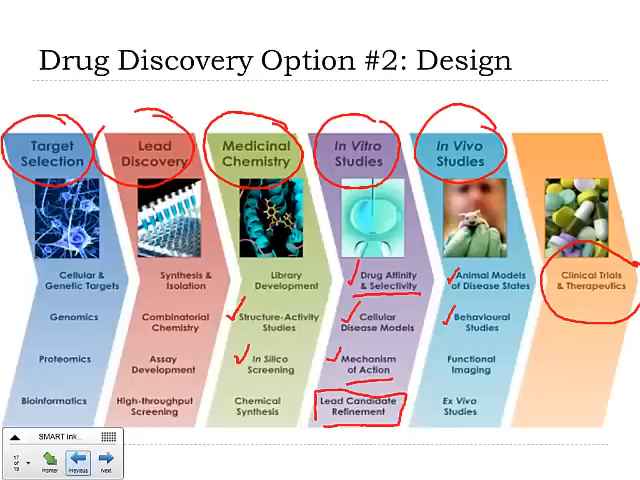 Drug Discovery Option #2: Design
Target
Selection
Cellular &
Genetic Targets
Genomics
Proteomics
Bioinformatics
Lead
Discovery
Synthesis &
Isolation
Combinatorial
Chemistry
Assay
Development
High-throughput
Screening
Medicinal
Chemistry
Library
Development
Structure-Activity
Studies
In Silico
Screening
Chemical
Synthesis
In Vitro
Studies
Drug Affinity
& Selectivity
Cellular
Disease Models
Mechanism
of Action
Lead Candidate
Refinement
In Vivo
Studies
Animal Models
of Disease States
Behavioural
Studies
Functional
Imaging
Ex Vivo
Studies
Clinical Trials
& Therapeutics
SMART Ink...
17
of
19
Pointer
Previous
Next